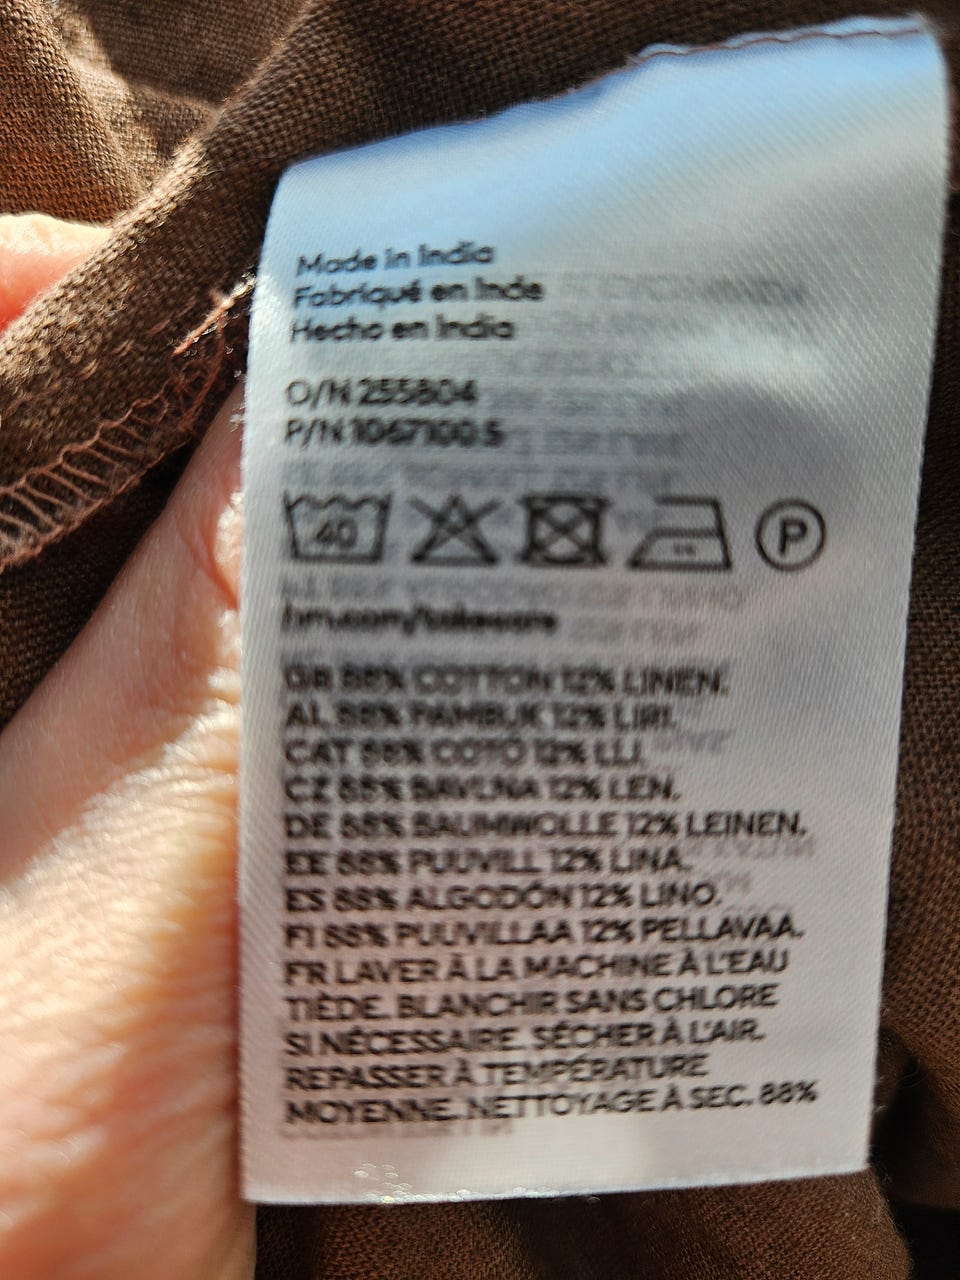 Made in India
Fabriqué en Inde
Hecho en India
O/N 255804
P/N 1067100.5
40
P
hm.com/takecare
GB 88% COTTON 12% LINEN.
AL 88% PAMBUK 12% LIRI.
CAT 88% COTÓ 12% LLI.
CZ 88% BAVLNA 12% LEN.
DE 88% BAUMWOLLE 12% LEINEN.
EE 88% PUUVILL 12% LINA.
ES 88% ALGODÓN 12% LINO.
FI 88% PUUVILLAA 12% PELLAVAA.
FR LAVER À LA MACHINE À L'EAU
TIÈDE. BLANCHIR SANS CHLORE
SI NÉCESSAIRE. SÉCHER À L'AIR.
REPASSER À TEMPÉRATURE
MOYENNE. NETTOYAGE À SEC. 88%